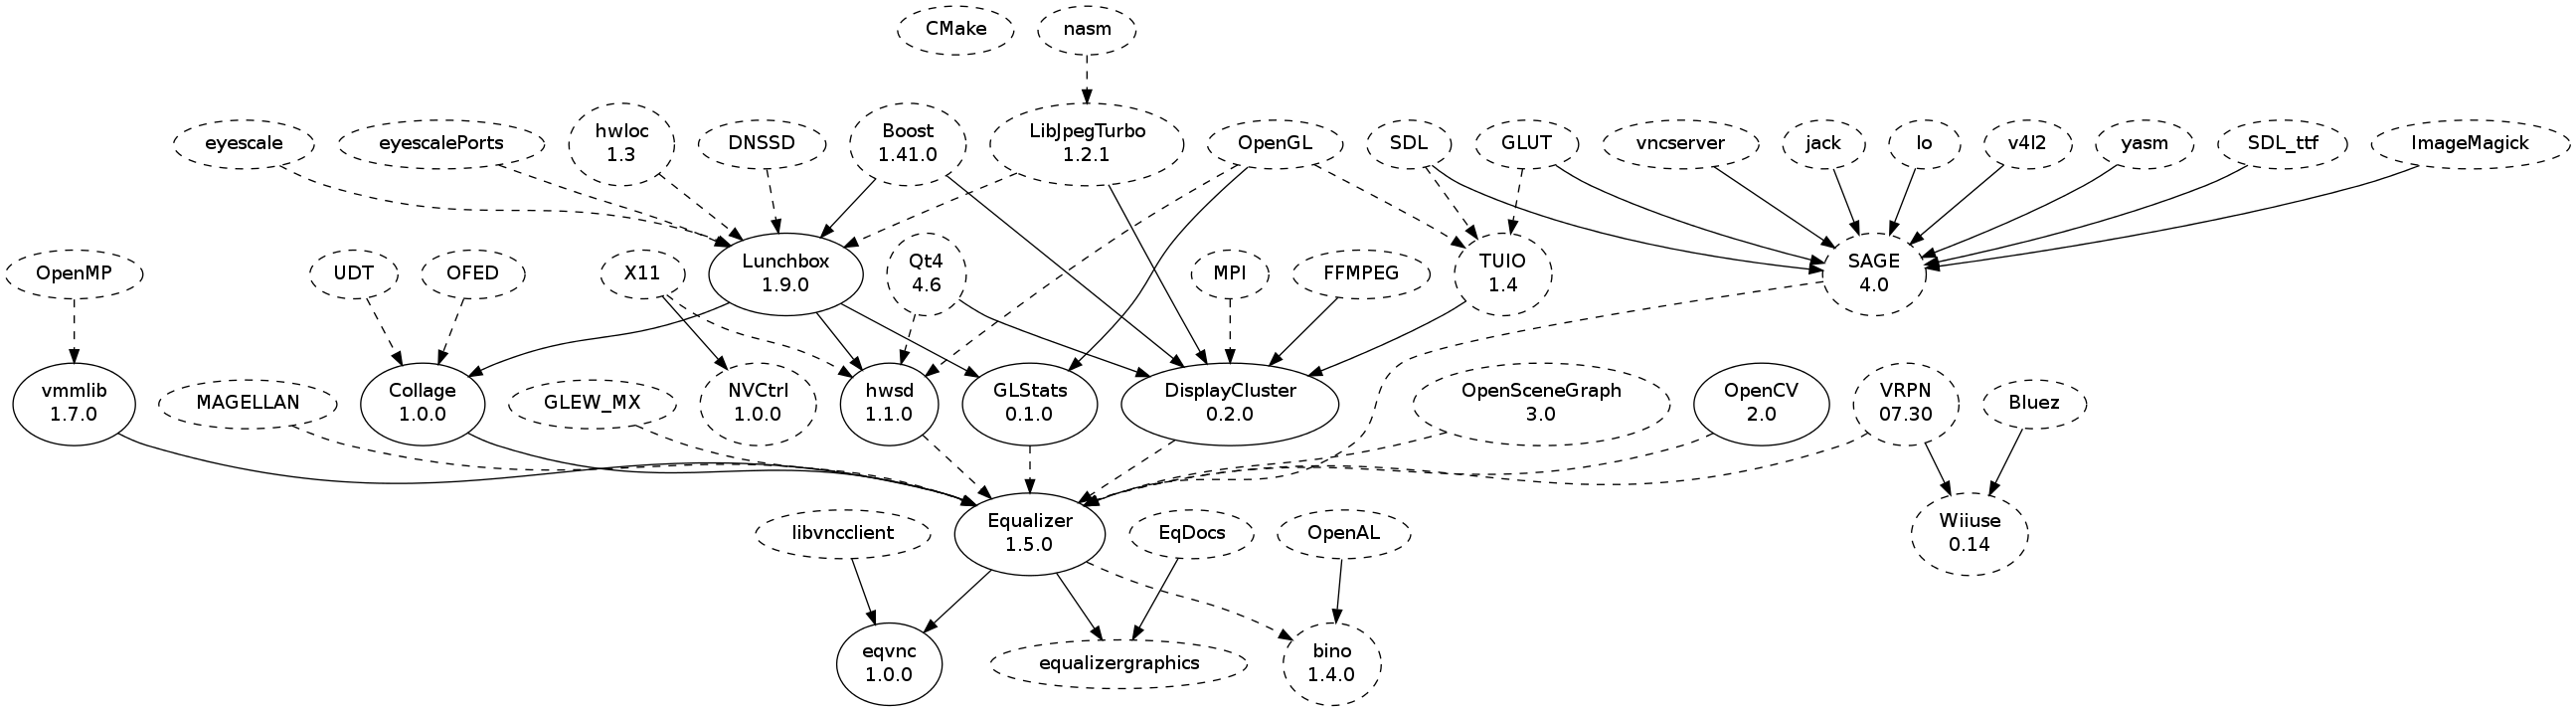 CMake
nasm
eyescale
eyescalePorts
hwloc
1.3
DNSSD
Boost
1.41.0
LibJpegTurbo
1.2.1
OpenGL
SDL
GLUT
vncserver
jack
lo
v4l2
yasm
SDL_ttf
ImageMagick
OpenMP
UDT
OFED
X11
Lunchbox
1.9.0
Qt4
4.6
MPI
FFMPEG
TUIO
1.4
SAGE
4.0
vmmlib
1.7.0
MAGELLAN
Collage
1.0.0
GLEW_MX
NVCtrl
1.0.0
hwsd
1.1.0
GLStats
0.1.0
DisplayCluster
0.2.0
OpenSceneGraph
3.0
OpenCV
2.0
VRPN
07.30
Bluez
libvncclient
Equalizer
1.5.0
EqDocs
OpenAL
Wiiuse
0.14
eqvnc
1.0.0
equalizergraphics
bino
1.4.0